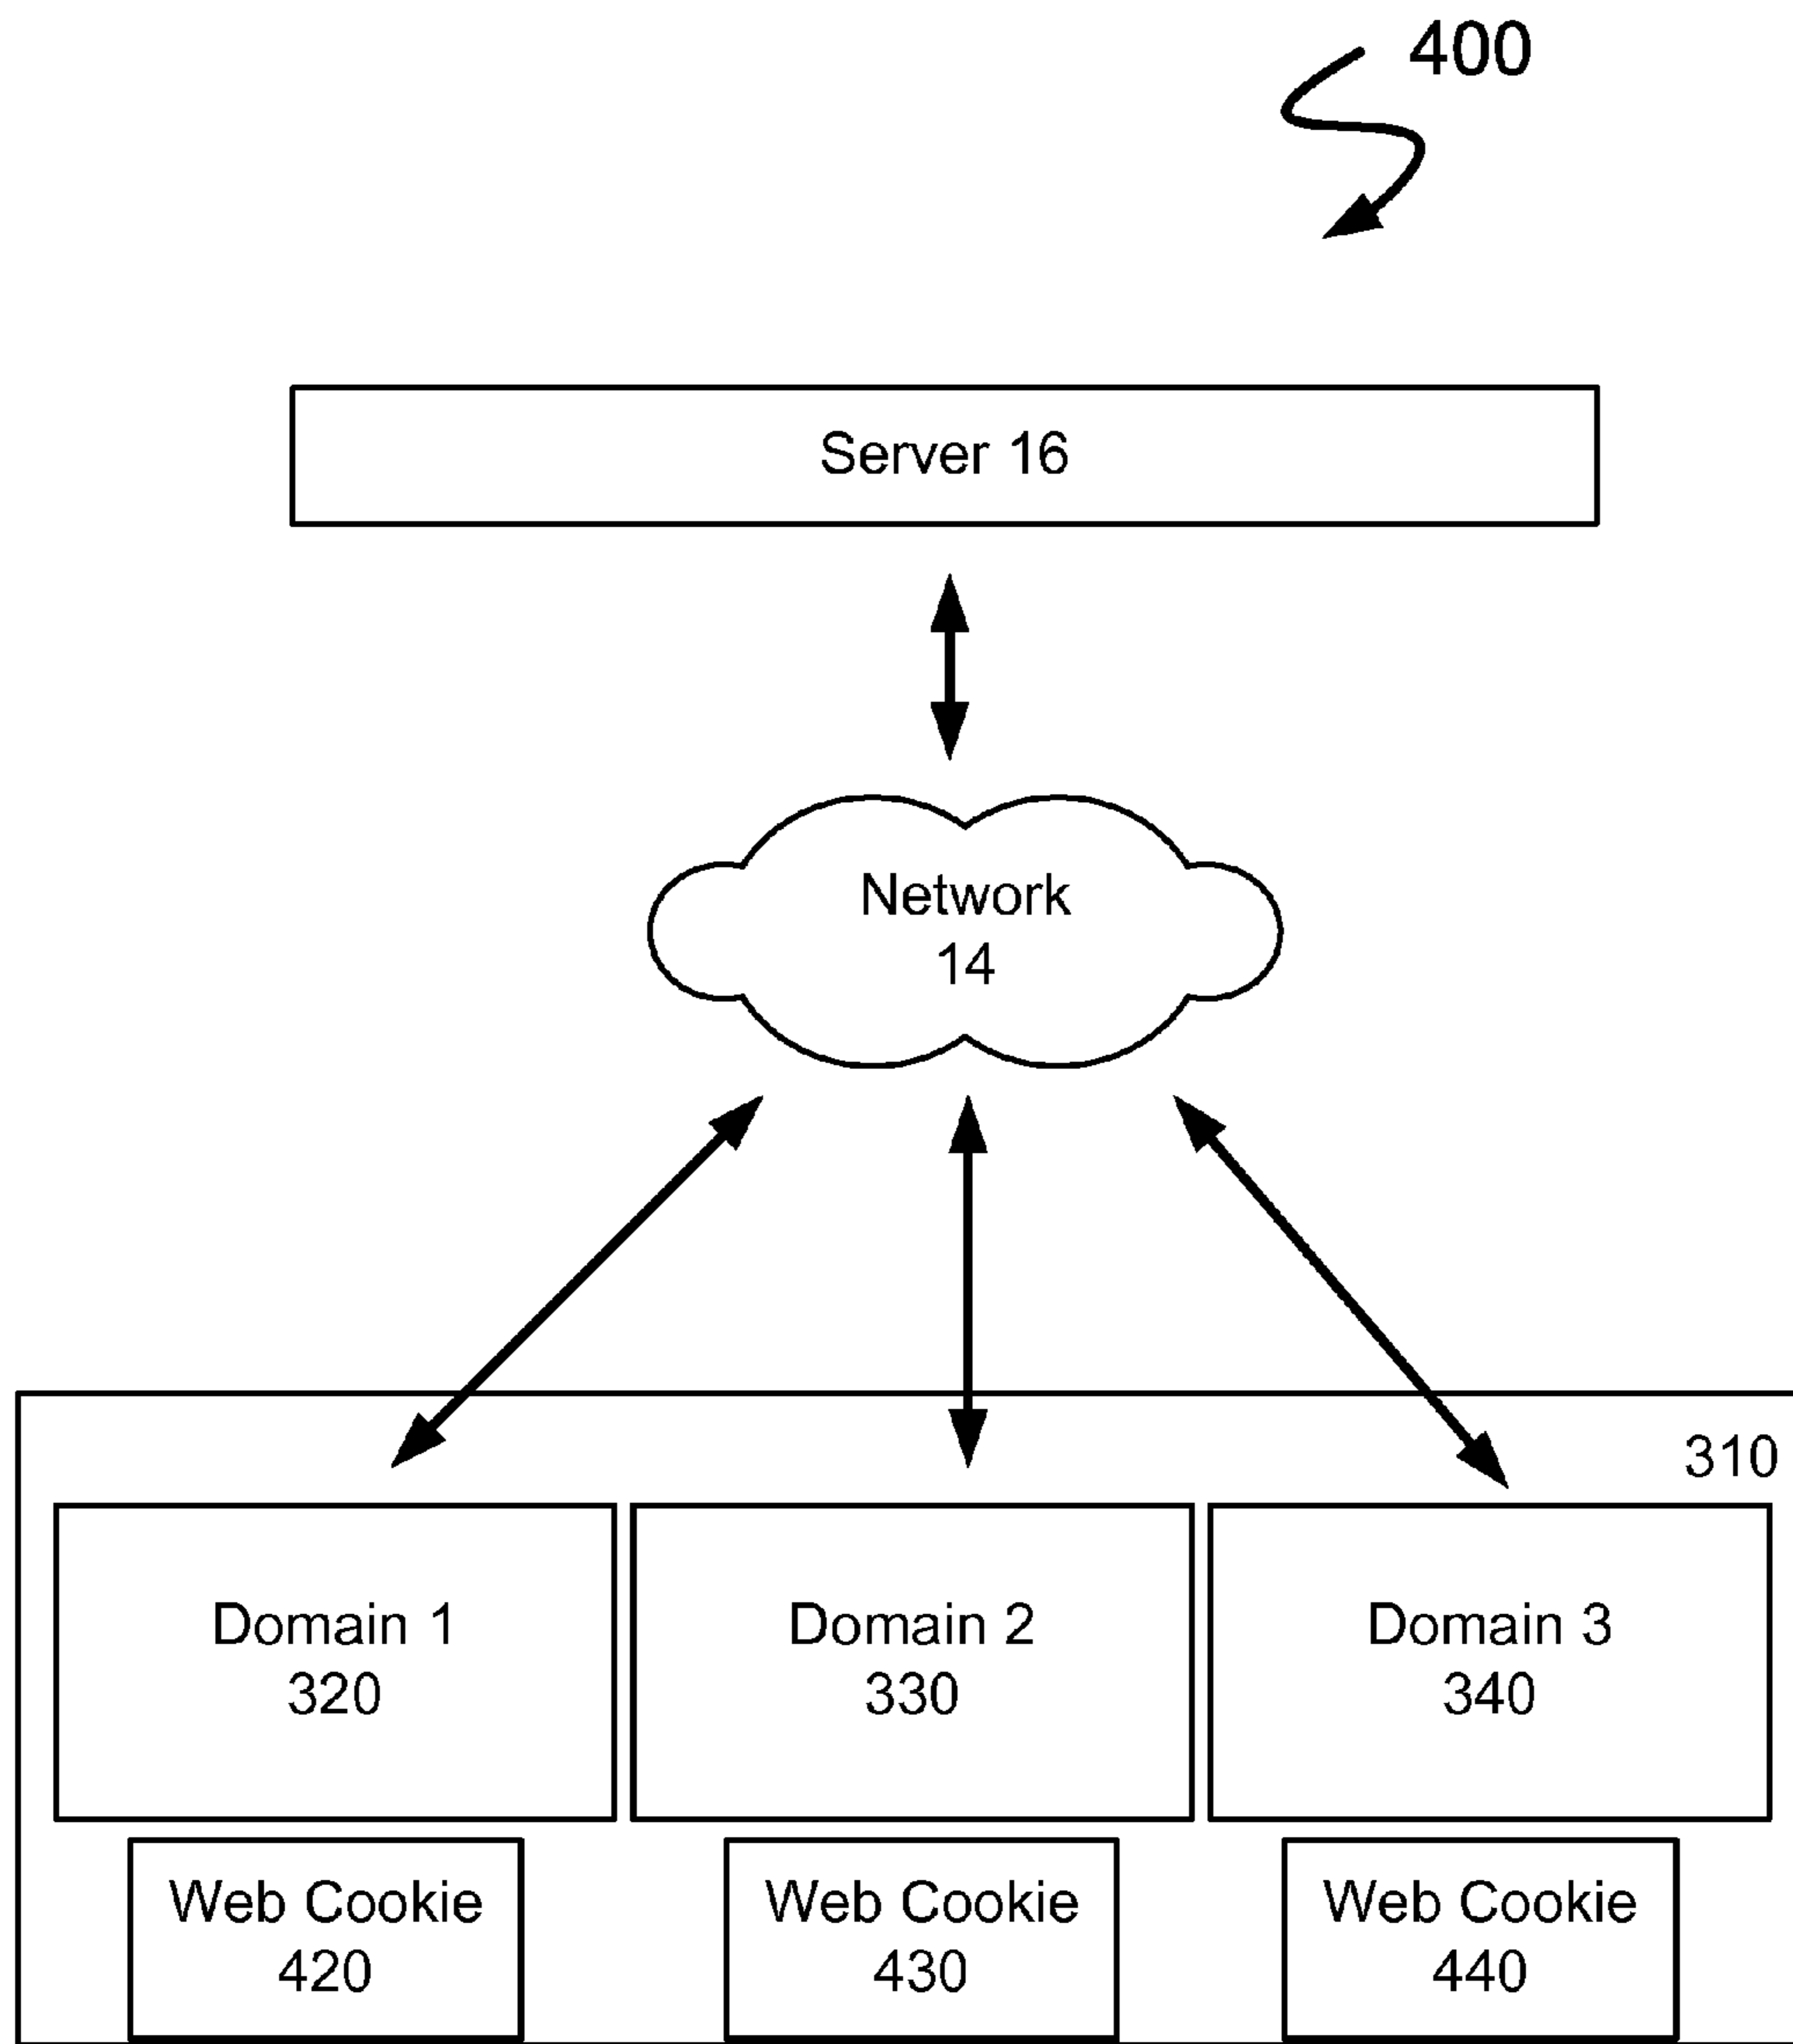 400
Server 16
Network
14
310
Domain 1
320
Domain 2
330
Domain 3
340
Web Cookie
420
Web Cookie
430
Web Cookie
440